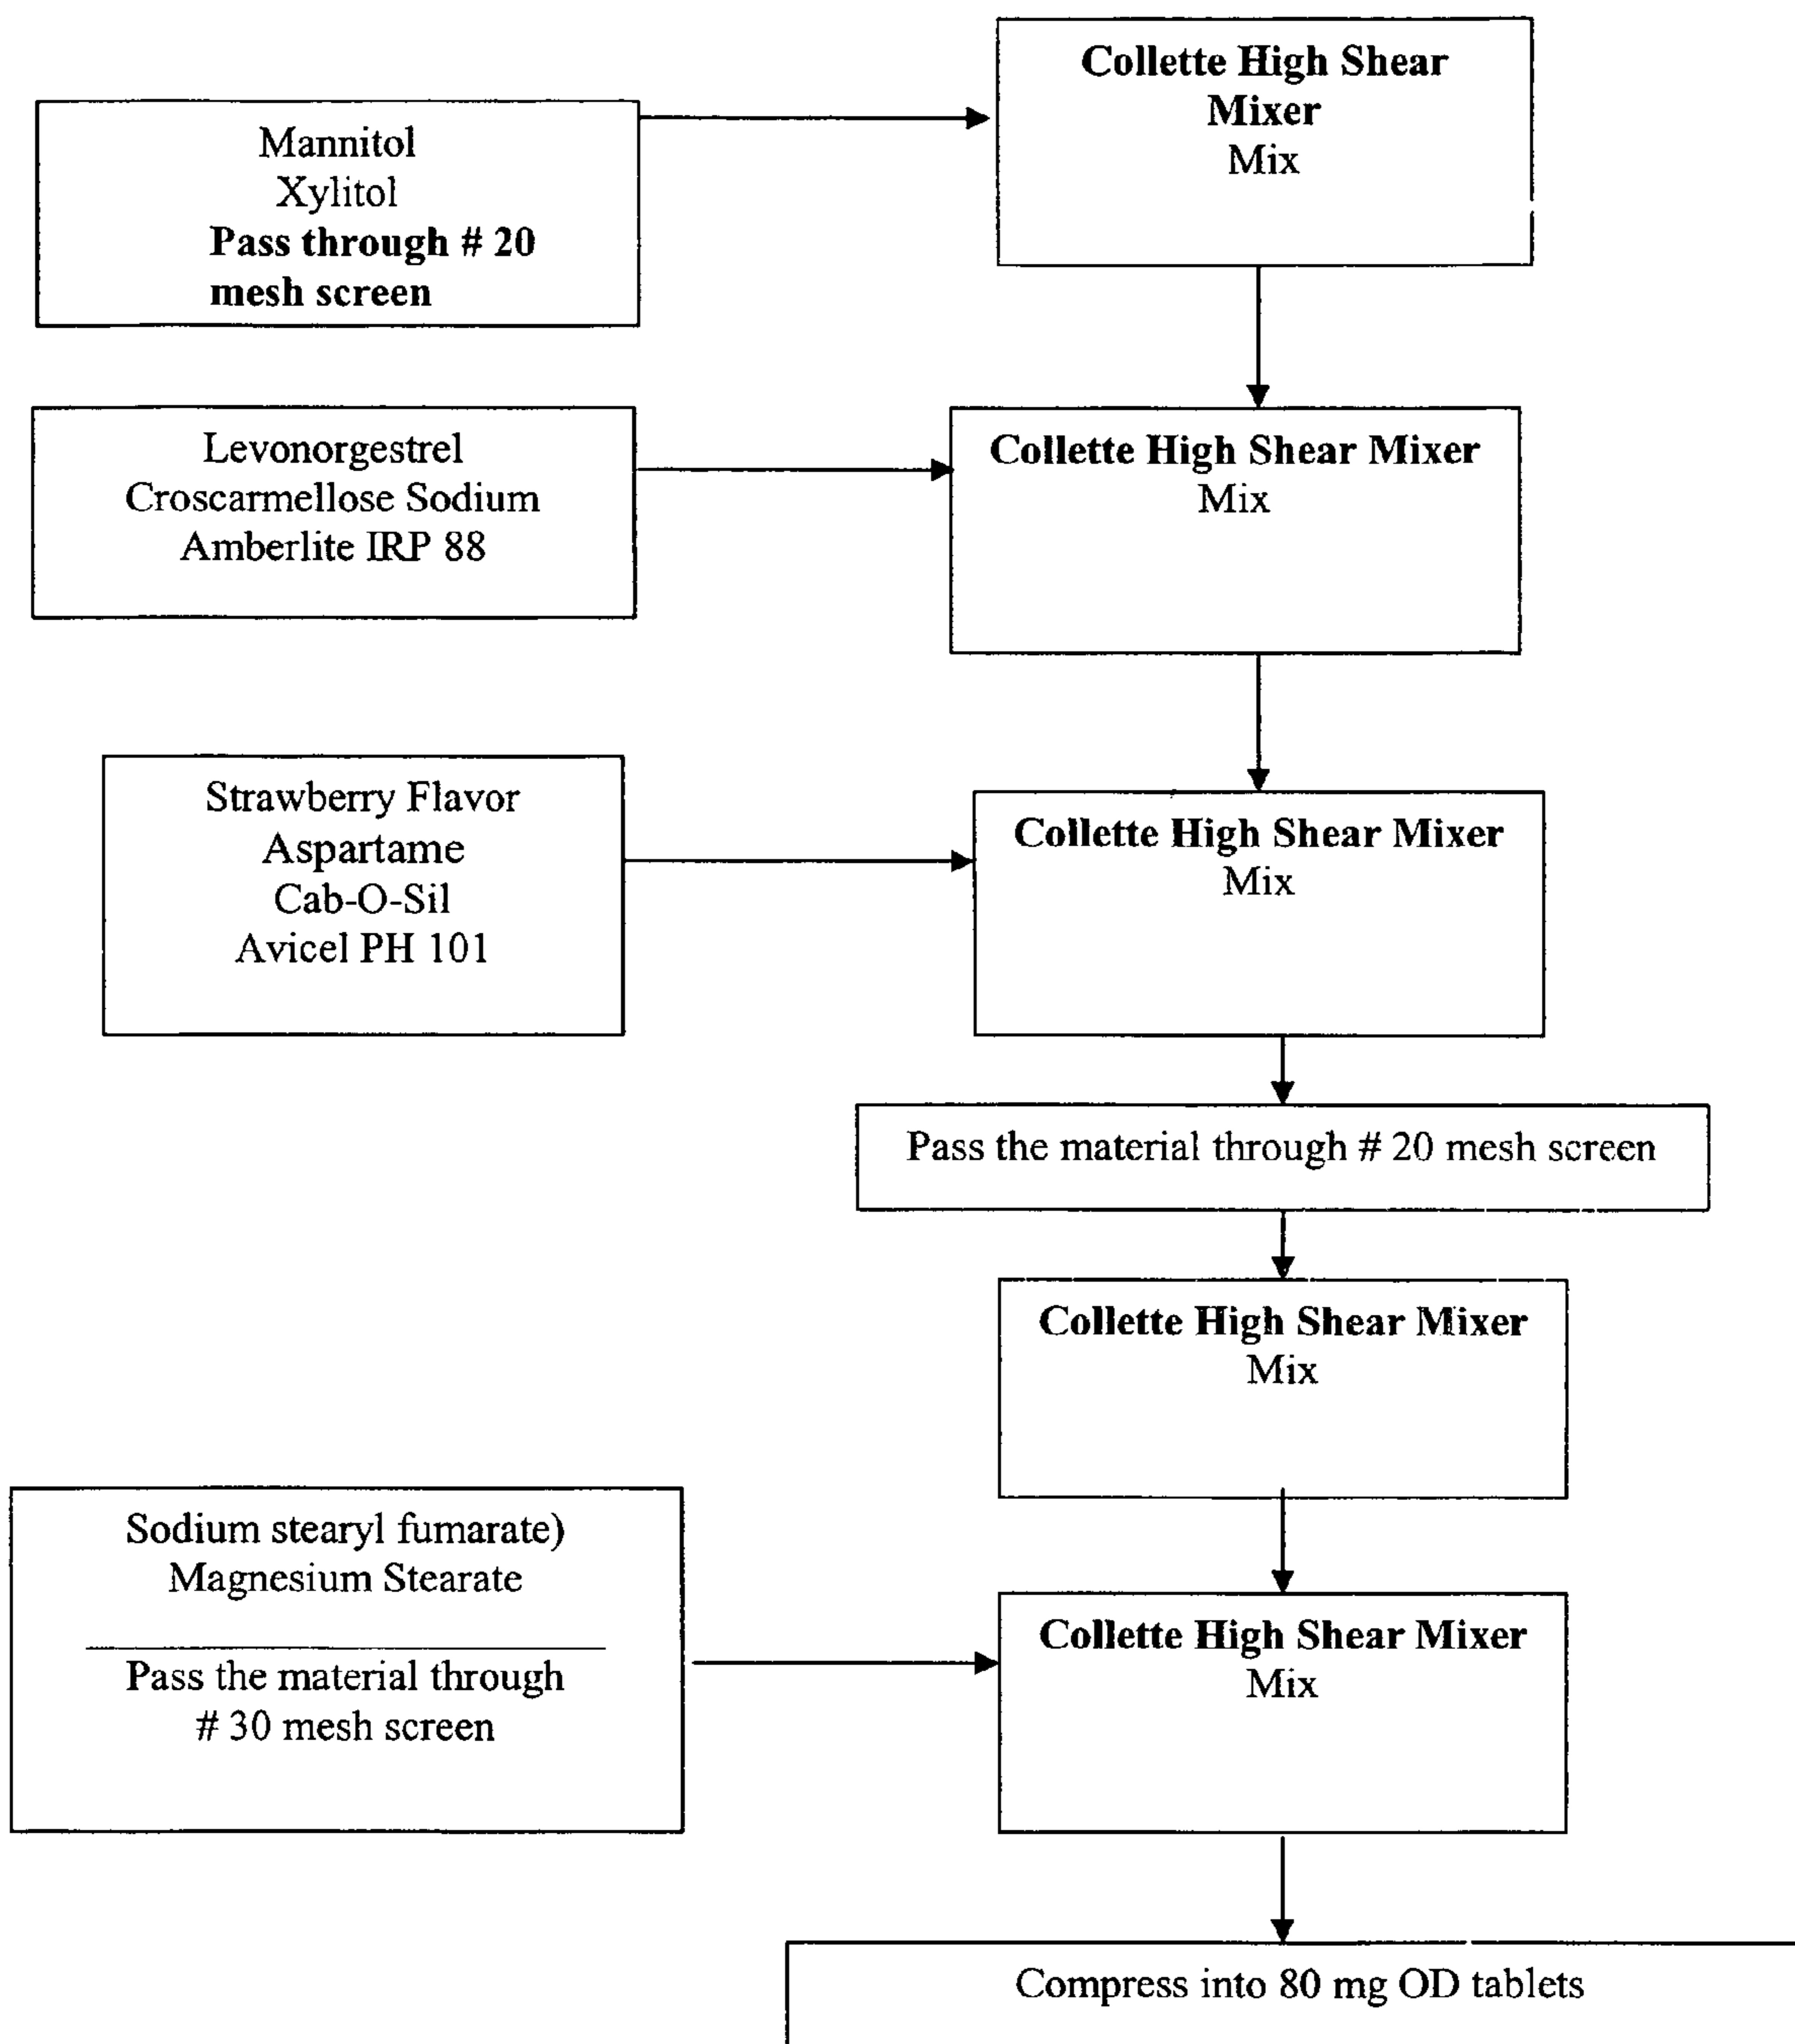 Collette High Shear
Mixer
Mix
Mannitol
Xylitol
Pass through # 20
mesh screen
Levonorgestrel
Croscarmellose Sodium
Amberlite IRP 88
Collette High Shear Mixer
Mix
Strawberry Flavor
Aspartame
Cab-O-Sil
Avicel PH 101
Collette High Shear Mixer
Mix
Pass the material through # 20 mesh screen
Collette High Shear Mixer
Mix
Sodium stearyl fumarate)
Magnesium Stearate
Pass the material through
# 30 mesh screen
Collette High Shear Mixer
Mix
Compress into 80 mg OD tablets